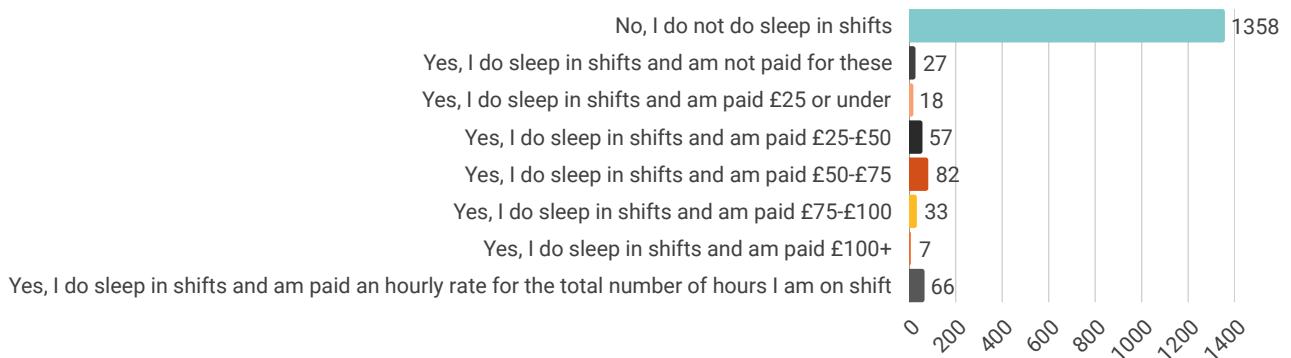 No, I do not do sleep in shifts 1358
Yes, I do sleep in shifts and am not paid for these 27
Yes, I do sleep in shifts and am paid £25 or under 18
Yes, I do sleep in shifts and am paid £25-£50 57
Yes, I do sleep in shifts and am paid £50-£75 82
Yes, I do sleep in shifts and am paid £75-£100 33
Yes, I do sleep in shifts and am paid £100+ 7
Yes, I do sleep in shifts and am paid an hourly rate for the total number of hours I am on shift 66
0 200 400 600 800 1000 1200 1400